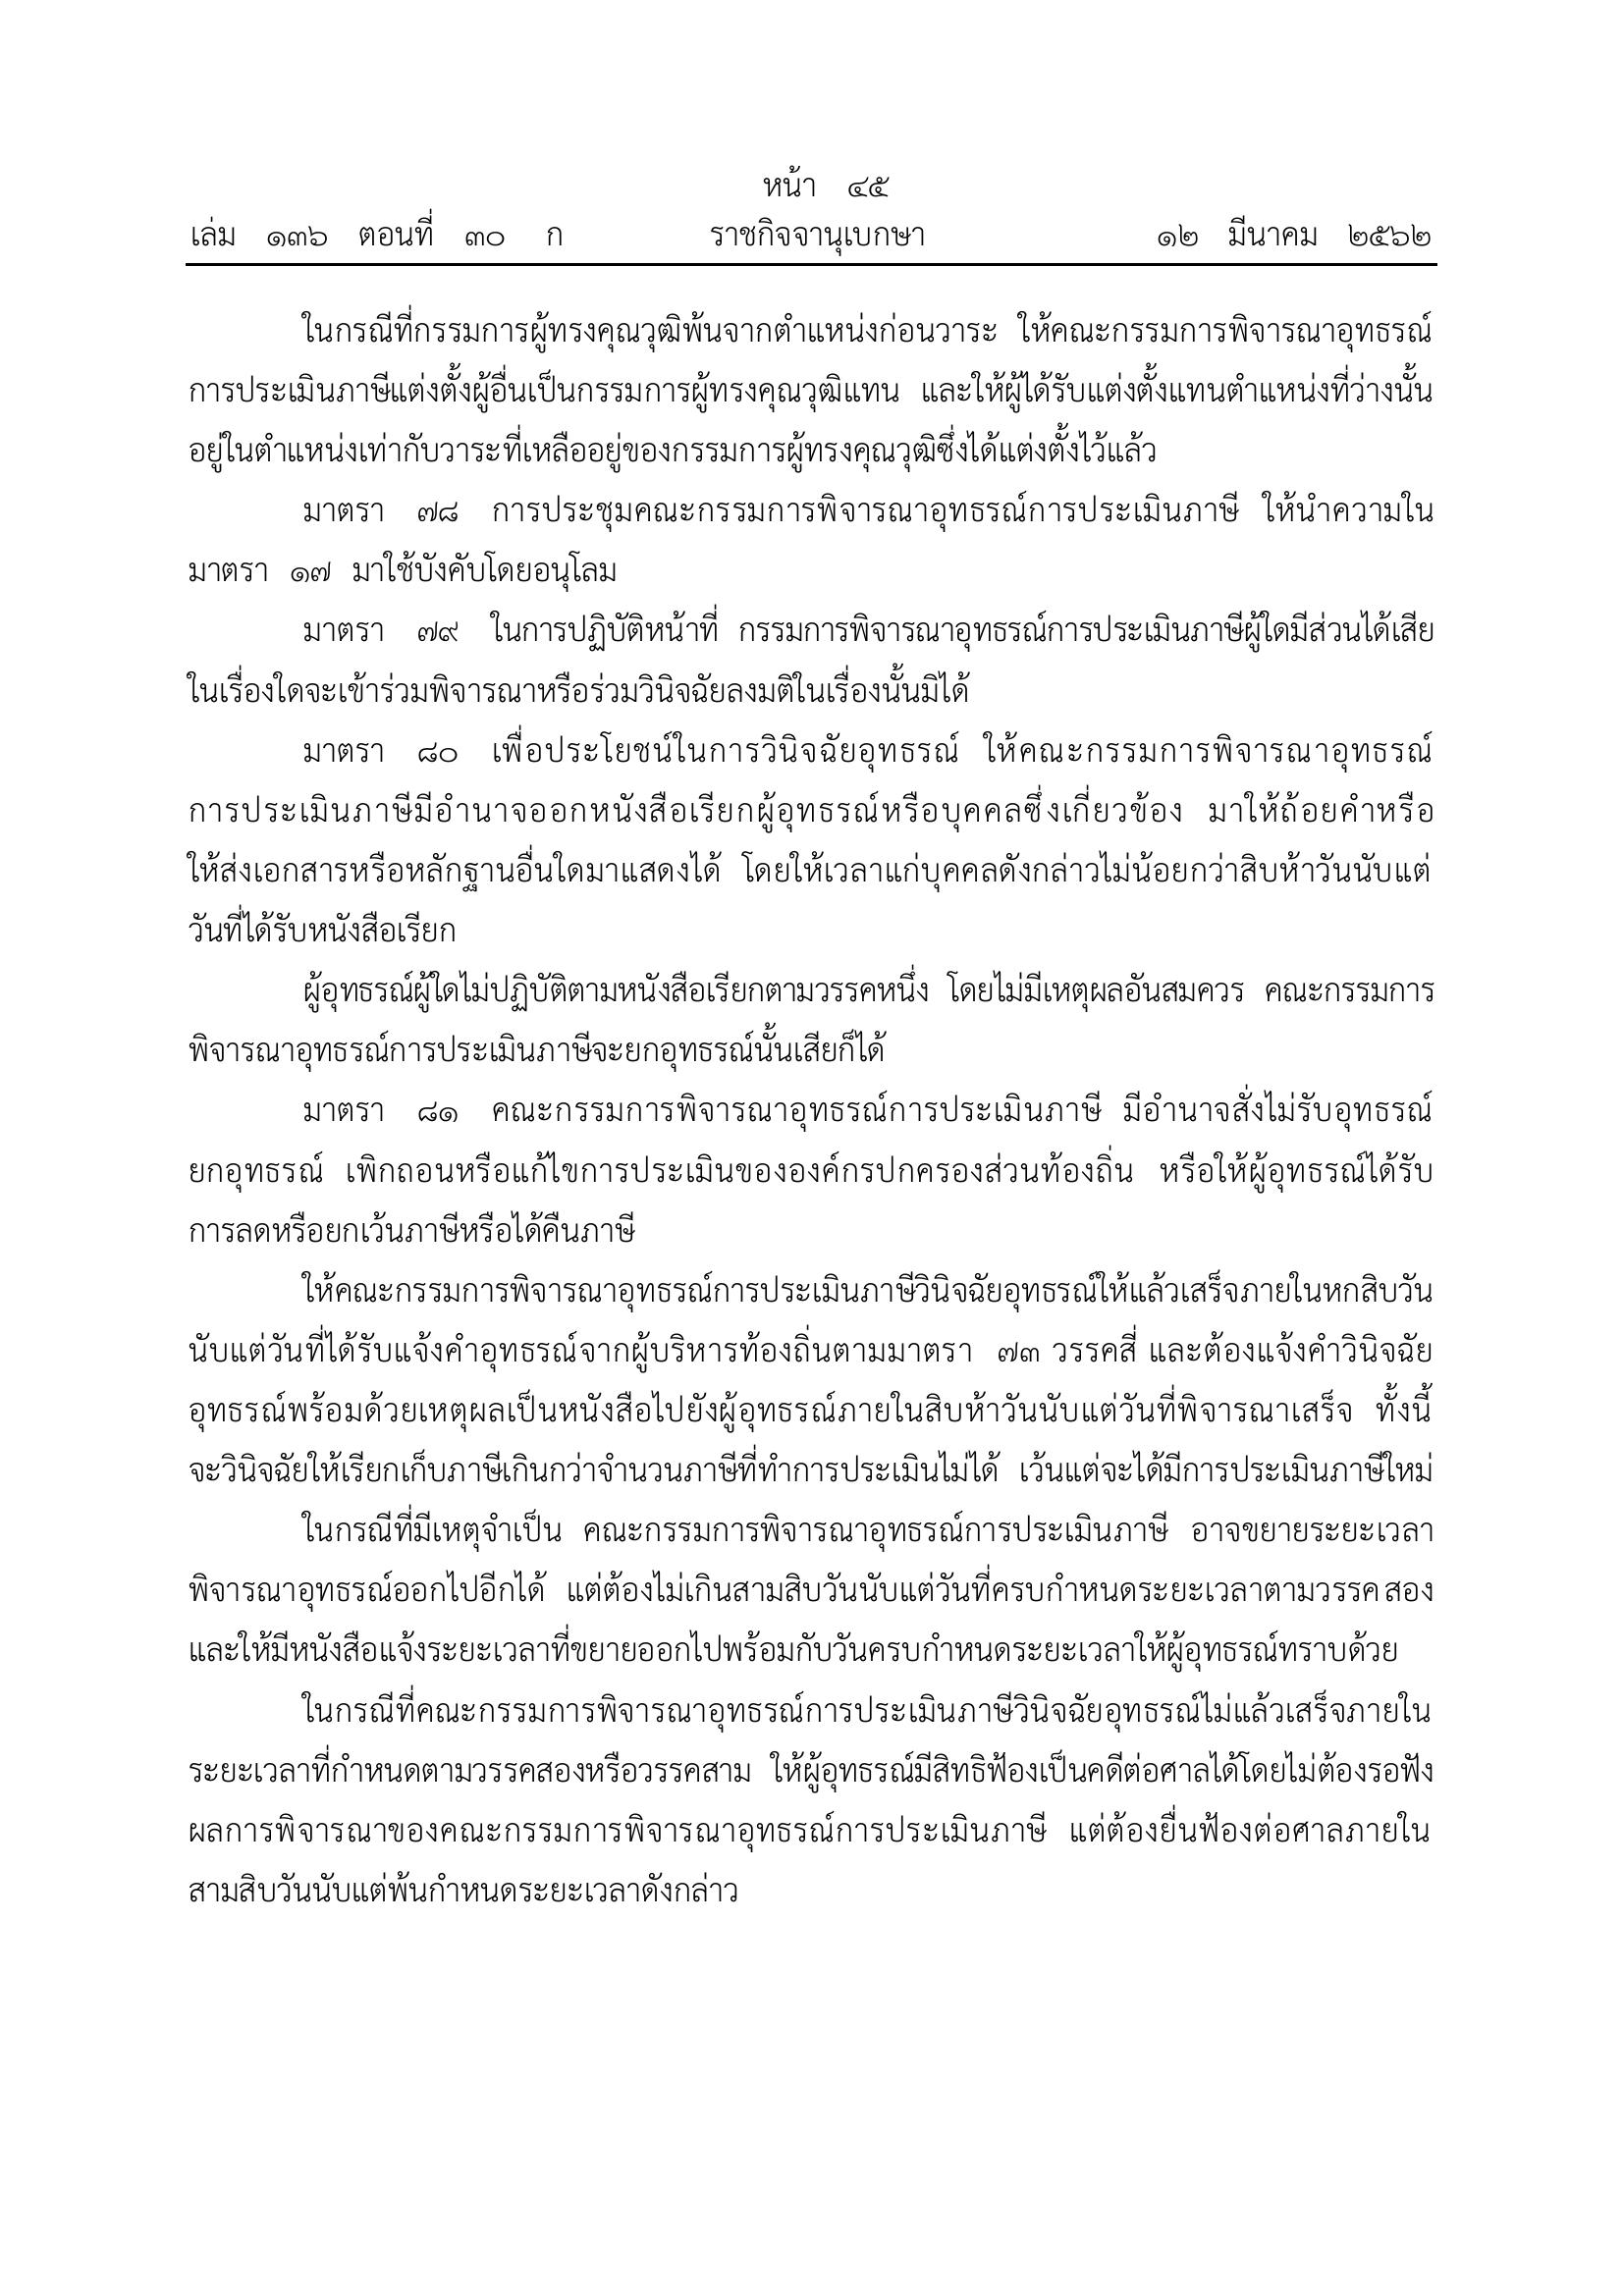 หน้า ๔๕
เล่ม ๑๓๖ ตอนที่ ๓๐ ก ราชกิจจานุเบกษา ๑๒ มีนาคม ๒๕๖๒
ในกรณีที่กรรมการผู้ทรงคุณวุฒิพ้นจากตำแหน่งก่อนวาระ ให้คณะกรรมการพิจารณาอุทธรณ์
การประเมินภาษีแต่งตั้งผู้อื่นเป็นกรรมการผู้ทรงคุณวุฒิแทน และให้ผู้ได้รับแต่งตั้งแทนตำแหน่งที่ว่างนั้น
อยู่ในตำแหน่งเท่ากับวาระที่เหลืออยู่ของกรรมการผู้ทรงคุณวุฒิซึ่งได้แต่งตั้งไว้แล้ว
มาตรา ๗๘ การประชุมคณะกรรมการพิจารณาอุทธรณ์การประเมินภาษี ให้นำความใน
มาตรา ๑๗ มาใช้บังคับโดยอนุโลม
มาตรา ๗๙ ในการปฏิบัติหน้าที่ กรรมการพิจารณาอุทธรณ์การประเมินภาษีผู้ใดมีส่วนได้เสีย
ในเรื่องใดจะเข้าร่วมพิจารณาหรือร่วมวินิจฉัยลงมติในเรื่องนั้นมิได้
มาตรา ๘๐ เพื่อประโยชน์ในการวินิจฉัยอุทธรณ์ ให้คณะกรรมการพิจารณาอุทธรณ์
การประเมินภาษีมีอำนาจออกหนังสือเรียกผู้อุทธรณ์หรือบุคคลซึ่งเกี่ยวข้อง มาให้ถ้อยคำหรือ
ให้ส่งเอกสารหรือหลักฐานอื่นใดมาแสดงได้ โดยให้เวลาแก่บุคคลดังกล่าวไม่น้อยกว่าสิบห้าวันนับแต่
วันที่ได้รับหนังสือเรียก
ผู้อุทธรณ์ผู้ใดไม่ปฏิบัติตามหนังสือเรียกตามวรรคหนึ่ง โดยไม่มีเหตุผลอันสมควร คณะกรรมการ
พิจารณาอุทธรณ์การประเมินภาษีจะยกอุทธรณ์นั้นเสียก็ได้
มาตรา ๘๑ คณะกรรมการพิจารณาอุทธรณ์การประเมินภาษี มีอำนาจสั่งไม่รับอุทธรณ์
ยกอุทธรณ์ เพิกถอนหรือแก้ไขการประเมินขององค์กรปกครองส่วนท้องถิ่น หรือให้ผู้อุทธรณ์ได้รับ
การลดหรือยกเว้นภาษีหรือได้คืนภาษี
ให้คณะกรรมการพิจารณาอุทธรณ์การประเมินภาษีวินิจฉัยอุทธรณ์ให้แล้วเสร็จภายในหกสิบวัน
นับแต่วันที่ได้รับแจ้งคำอุทธรณ์จากผู้บริหารท้องถิ่นตามมาตรา ๗๓ วรรคสี่ และต้องแจ้งคำวินิจฉัย
อุทธรณ์พร้อมด้วยเหตุผลเป็นหนังสือไปยังผู้อุทธรณ์ภายในสิบห้าวันนับแต่วันที่พิจารณาเสร็จ ทั้งนี้
จะวินิจฉัยให้เรียกเก็บภาษีเกินกว่าจำนวนภาษีที่ทำการประเมินไม่ได้ เว้นแต่จะได้มีการประเมินภาษีใหม่
ในกรณีที่มีเหตุจำเป็น คณะกรรมการพิจารณาอุทธรณ์การประเมินภาษี อาจขยายระยะเวลา
พิจารณาอุทธรณ์ออกไปอีกได้ แต่ต้องไม่เกินสามสิบวันนับแต่วันที่ครบกำหนดระยะเวลาตามวรรคสอง
และให้มีหนังสือแจ้งระยะเวลาที่ขยายออกไปพร้อมกับวันครบกำหนดระยะเวลาให้ผู้อุทธรณ์ทราบด้วย
ในกรณีที่คณะกรรมการพิจารณาอุทธรณ์การประเมินภาษีวินิจฉัยอุทธรณ์ไม่แล้วเสร็จภายใน
ระยะเวลาที่กำหนดตามวรรคสองหรือวรรคสาม ให้ผู้อุทธรณ์มีสิทธิฟ้องเป็นคดีต่อศาลได้โดยไม่ต้องรอฟัง
ผลการพิจารณาของคณะกรรมการพิจารณาอุทธรณ์การประเมินภาษี แต่ต้องยื่นฟ้องต่อศาลภายใน
สามสิบวันนับแต่พ้นกำหนดระยะเวลาดังกล่าว